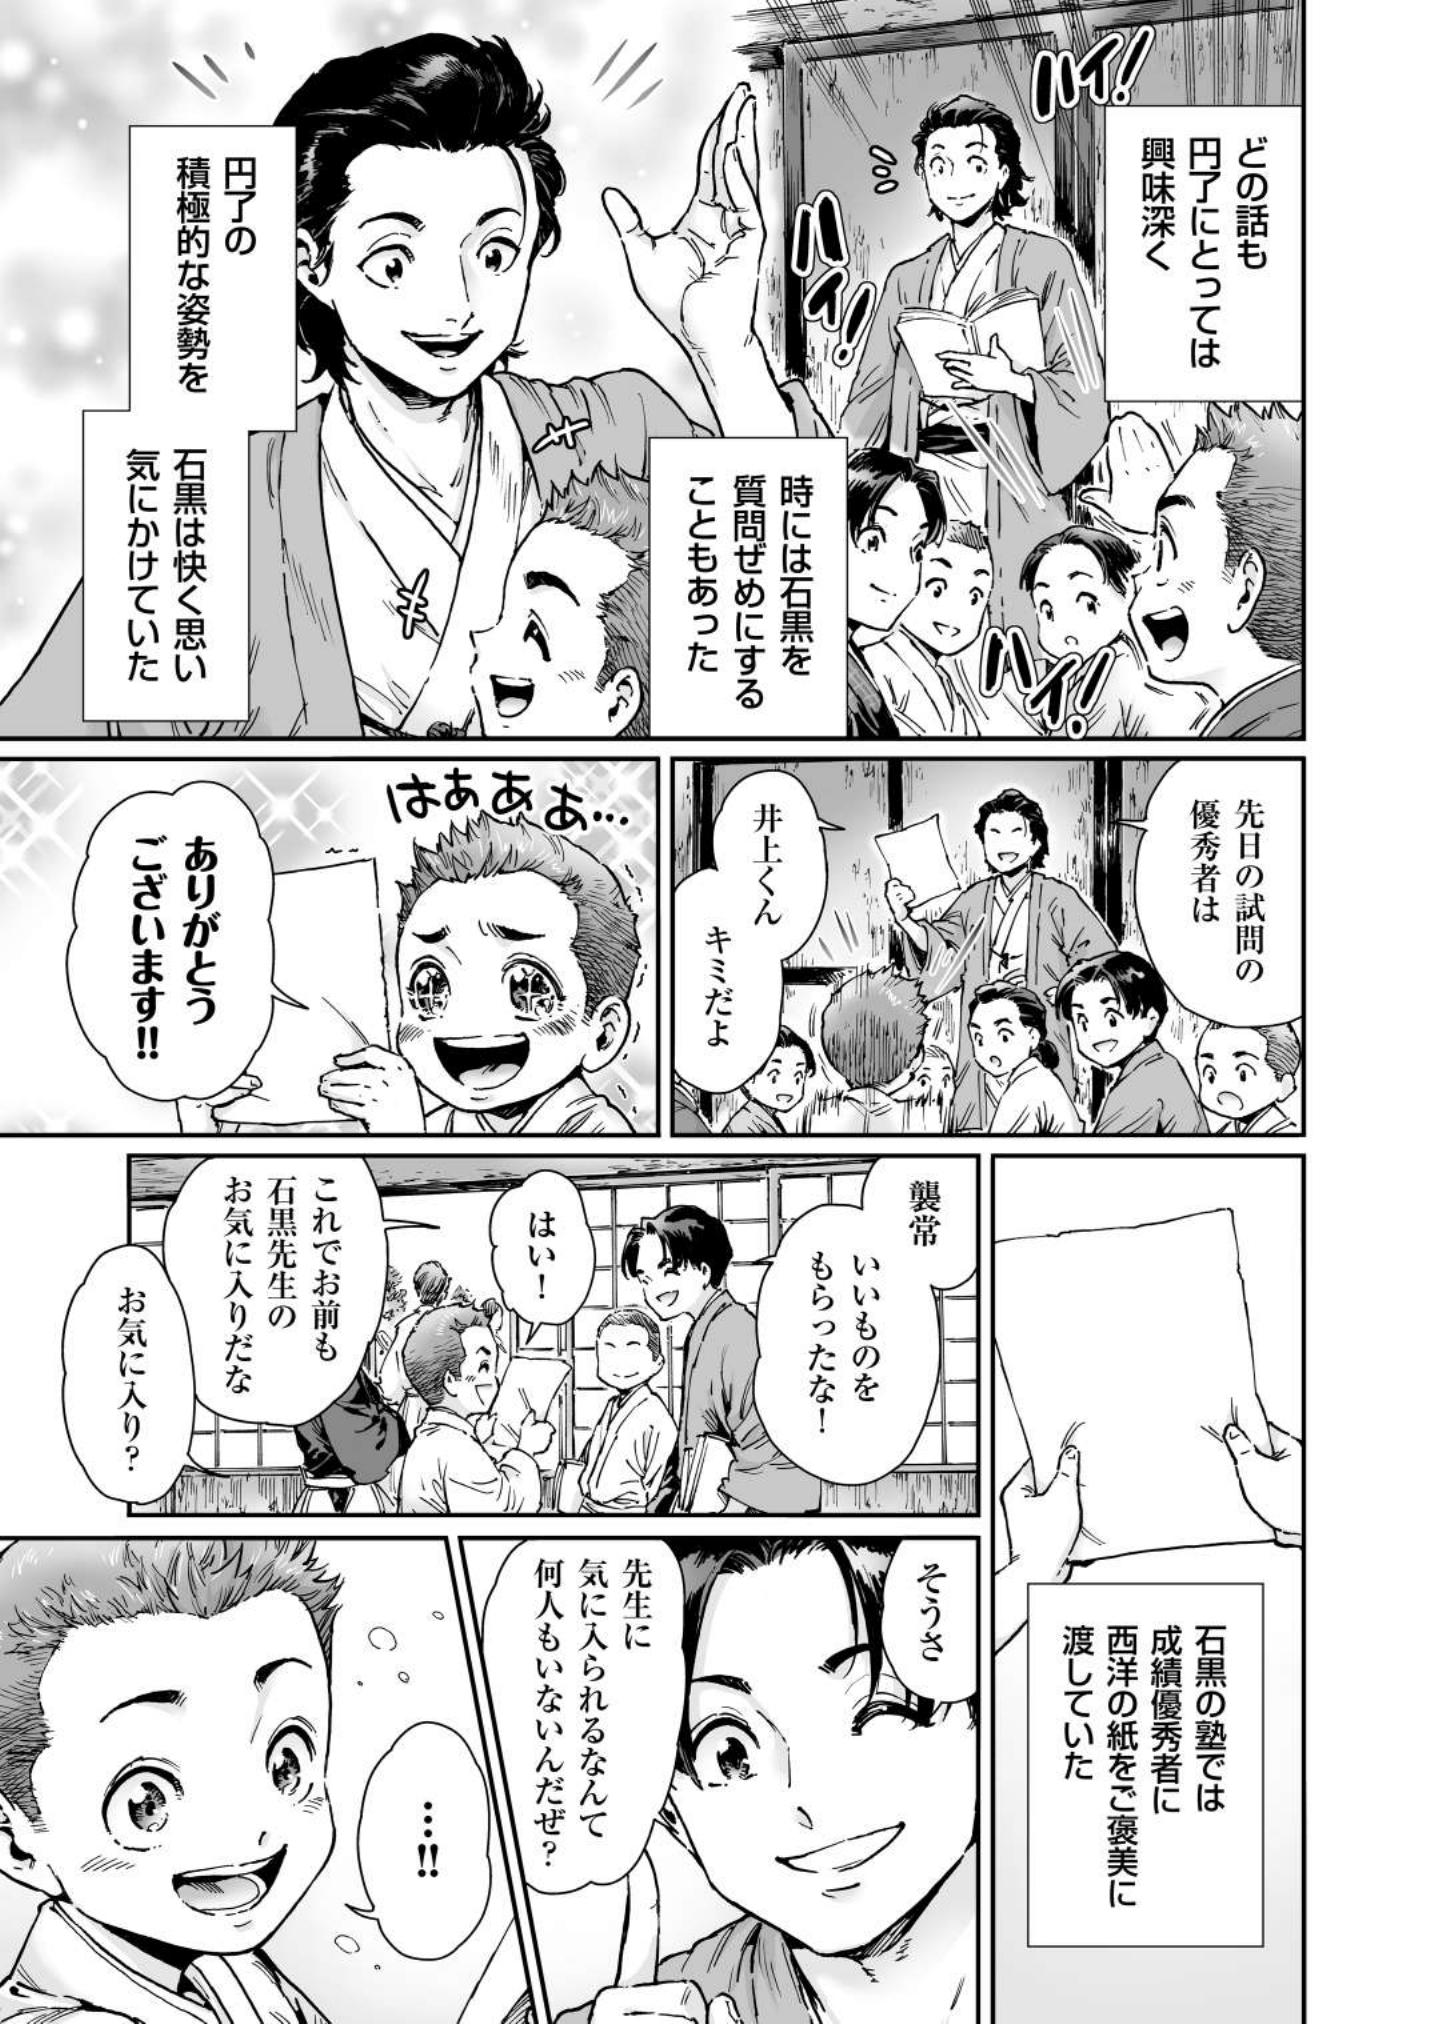 どの話も
円了にとっては
興味深く
ハイ!
ハイ!
ハイ!
時には石黒を
質問ぜめにする
こともあった
円了の
積極的な姿勢を
石黒は快く思い
気にかけていた
先日の試問の
優秀者は
井上くん
キミだよ
はぁぁぁ…
ありがとう
ございます!!
石黒の塾では
成績優秀者に
西洋の紙をご褒美に
渡していた
襲常
いいものを
もらったな!
はい!
これでお前も
石黒先生の
お気に入りだな
お気に入り?
そうさ
先生に
気に入られるなんて
何人もいないんだぜ?
…!!